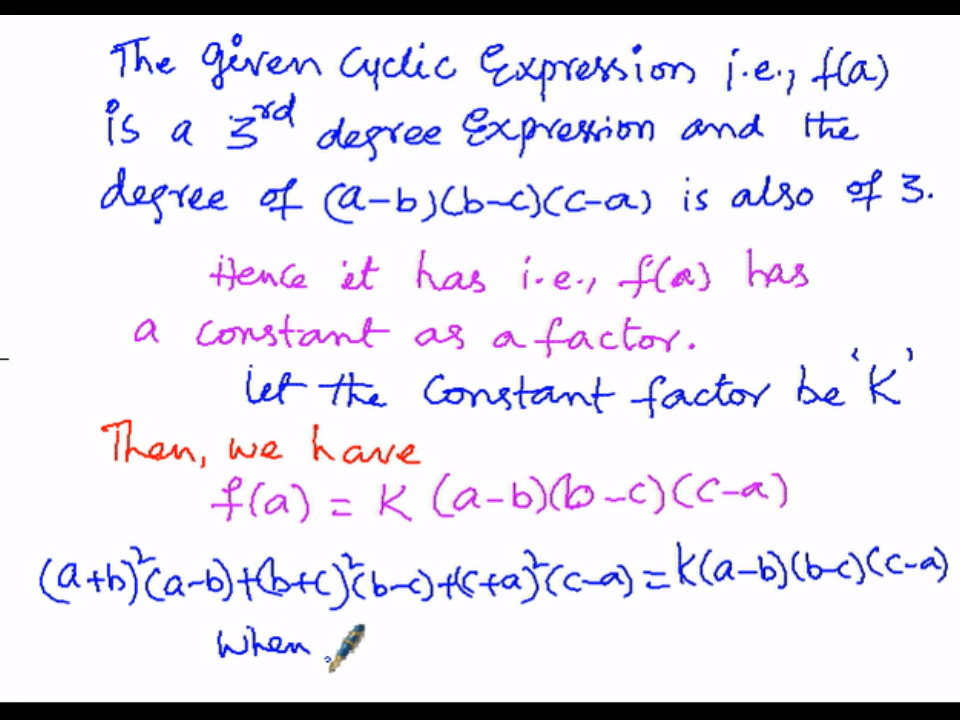 The given Cyclic Expression i.e., f(a)
is a 3rd degree Expression and the
degree of (a-b)(b-c)(c-a) is also of 3.
Hence it has i.e., f(a) has
a constant as a factor.
Let the Constant factor be 'K'
Then, we have
f(a) = K (a-b)(b-c)(c-a)
(a+b)²(a-b)+(b+c)²(b-c)+(c+a)²(c-a)=K(a-b)(b-c)(c-a)
When